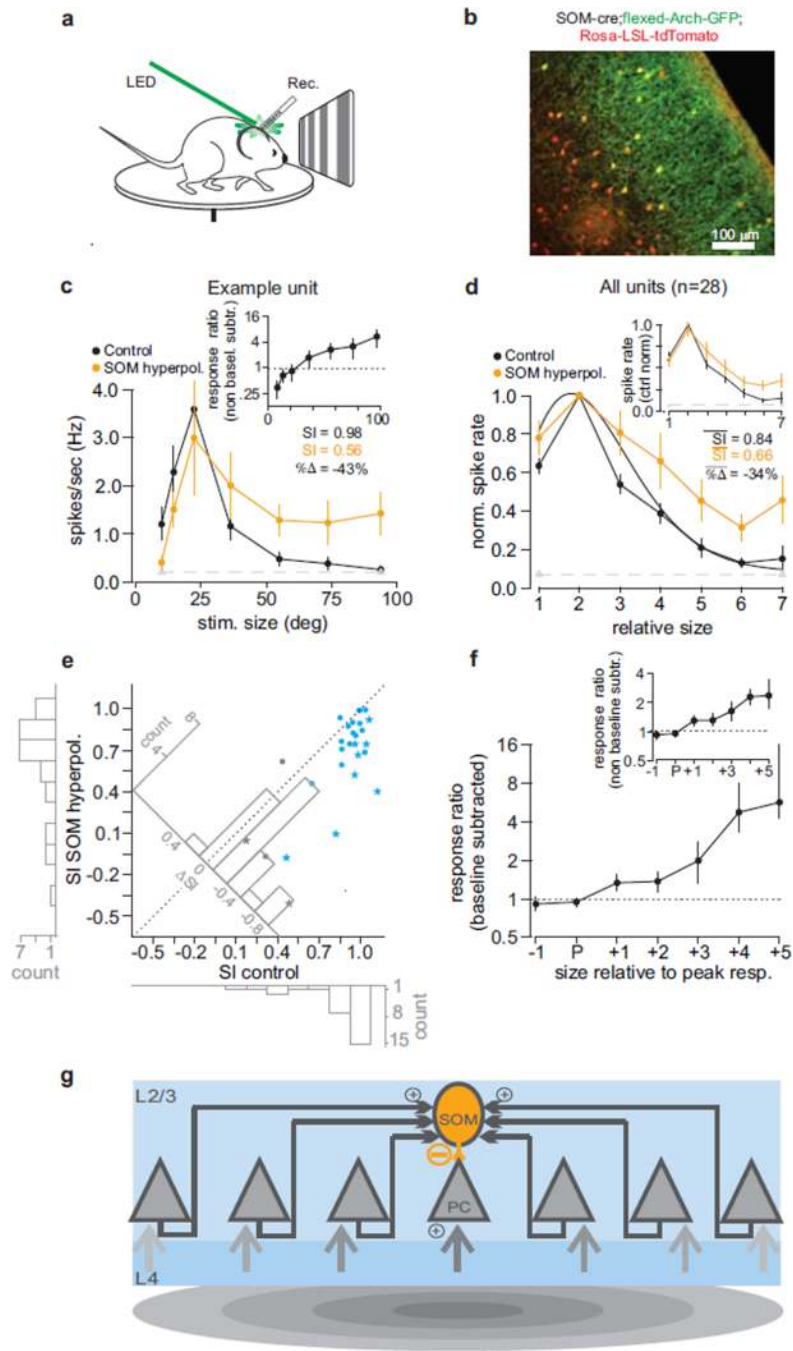 a
LED
Rec.
b
SOM-cre;flexed-Arch-GFP;
Rosa-LSL-tdTomato
100 µm
c
Example unit
Control
SOM hyperpol.
response ratio
(non basel. subtr.)
16
4
1
.25
0
100
SI = 0.98
SI = 0.56
%Δ = -43%
spikes/sec (Hz)
4.0
3.0
2.0
1.0
0.0
0
25
50
75
100
stim. size (deg)
d
All units (n=28)
Control
SOM hyperpol.
spike rate
(ctrl norm)
1.0
0.5
0.0
1
7
SI = 0.84
SI = 0.66
%Δ = -34%
norm. spike rate
1.0
0.8
0.6
0.4
0.2
0.0
1 2 3 4 5 6 7
relative size
e
SI SOM hyperpol.
1.0
0.7
0.4
0.1
-0.2
-0.5
count
8
4
0.4
0
-0.4
-0.8
Δ SI
-0.5 -0.2 0.1 0.4 0.7 1.0
SI control
7 1
count
1
8
15
count
f
response ratio
(non baseline subtr.)
4
2
1
0.5
-1 P +1 +3 +5
response ratio
(baseline subtracted)
16
8
4
2
1
0.5
-1 P +1 +2 +3 +4 +5
size relative to peak resp.
g
L2/3
SOM
PC
L4